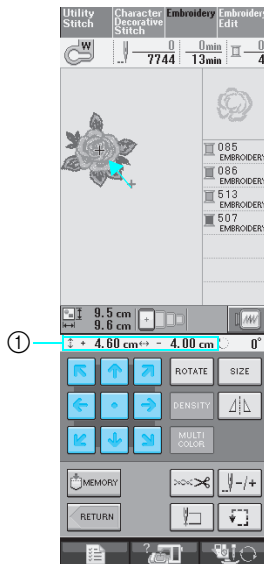 Utility Stitch
Character Decorative Stitch
Embroidery
Embroidery Edit
W
0
7744
0 min
13 min
0
4
085
EMBROIDERY
086
EMBROIDERY
513
EMBROIDERY
507
EMBROIDERY
9.5 cm
9.6 cm
① + 4.60 cm - 4.00 cm 0°
ROTATE
SIZE
DENSITY
MULTI COLOR
MEMORY
-/+
RETURN